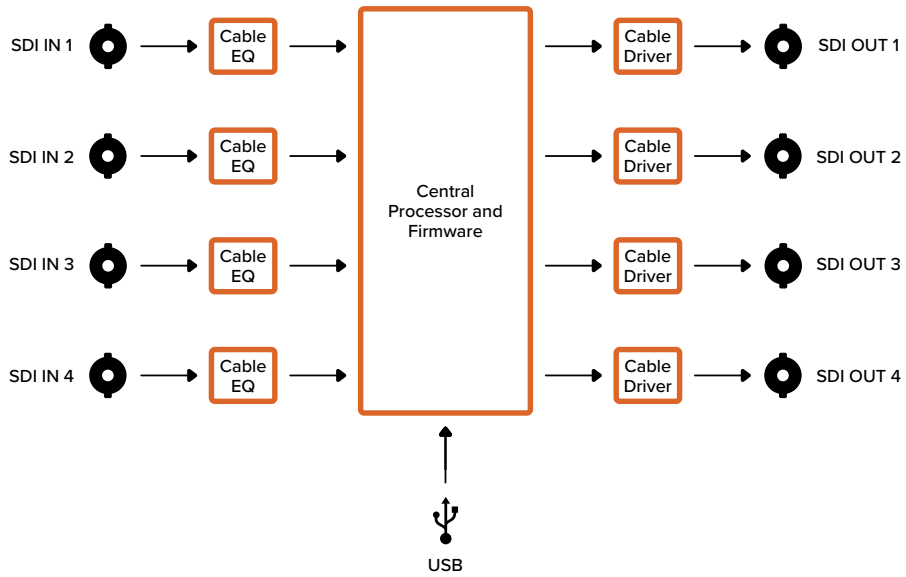 SDI IN 1
Cable
EQ
Cable
Driver
SDI OUT 1
SDI IN 2
Cable
EQ
Cable
Driver
SDI OUT 2
Central
Processor and
Firmware
SDI IN 3
Cable
EQ
Cable
Driver
SDI OUT 3
SDI IN 4
Cable
EQ
Cable
Driver
SDI OUT 4
USB